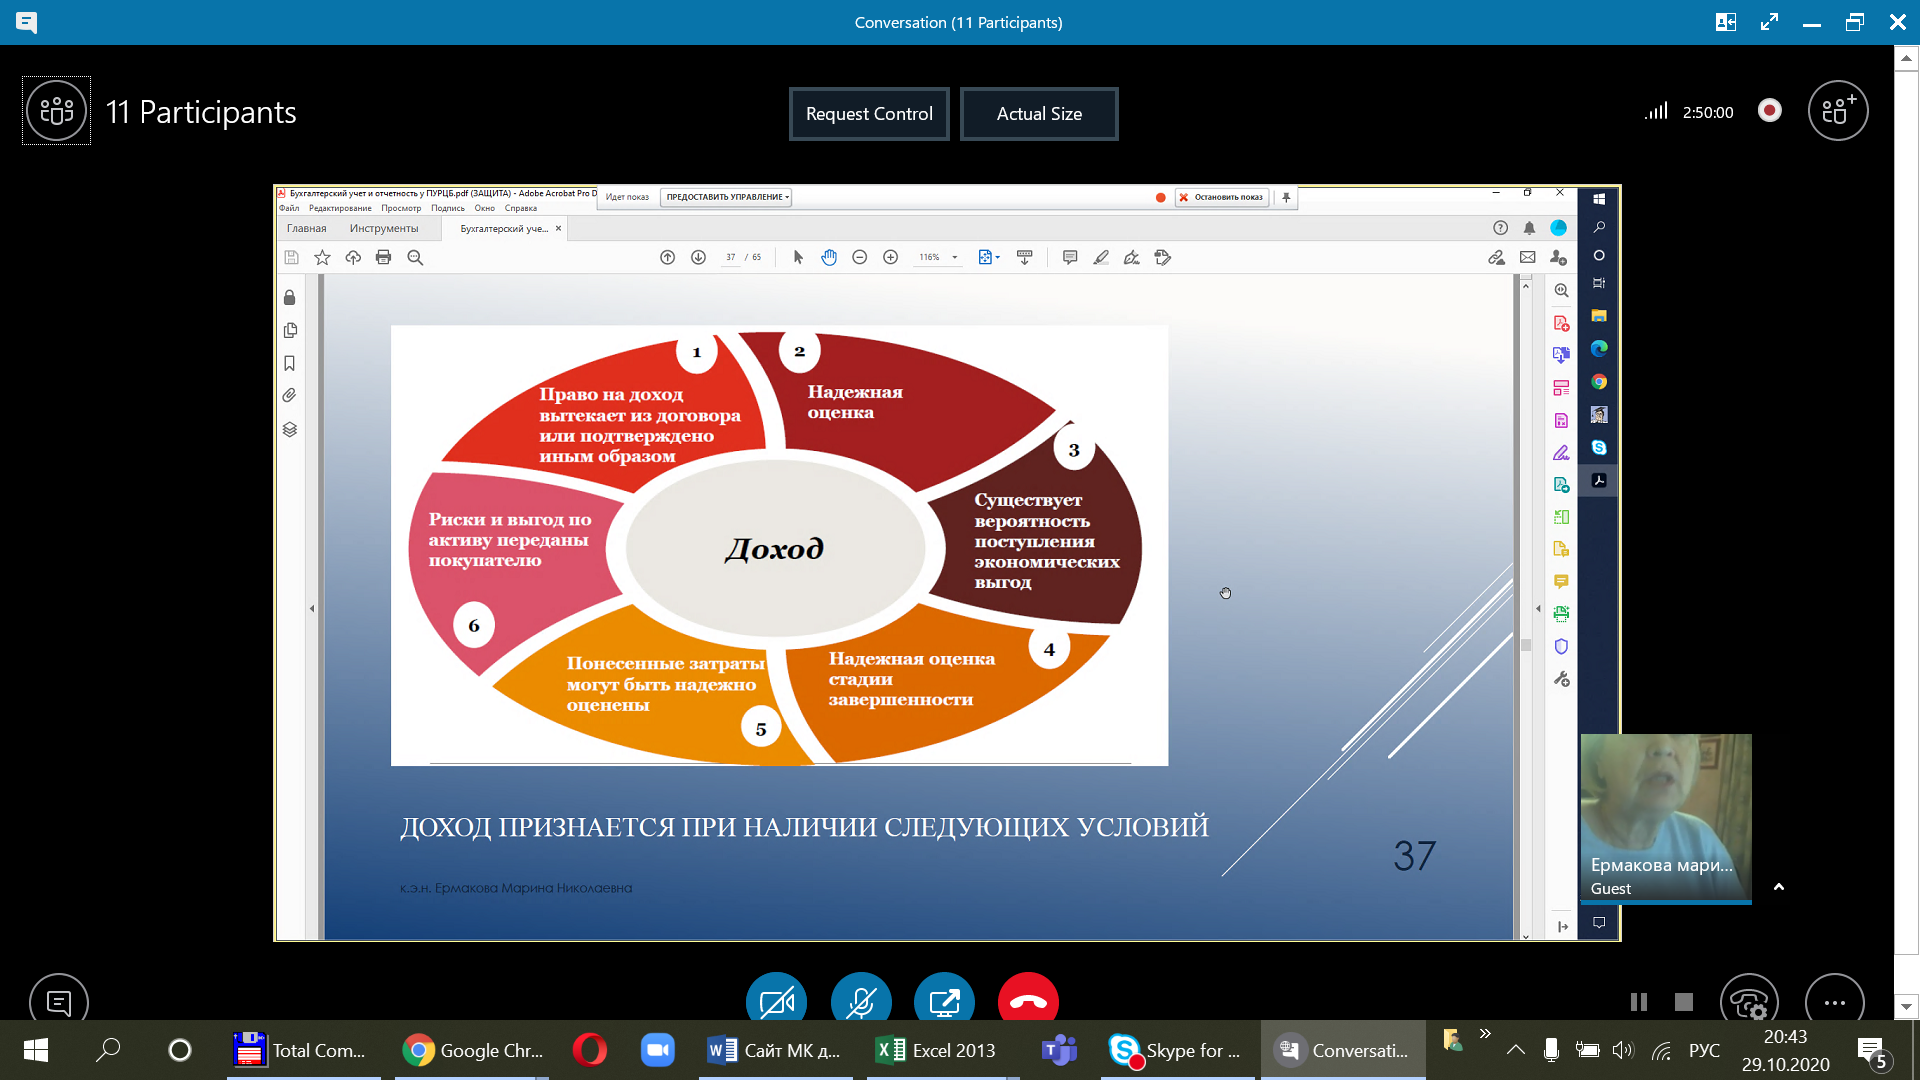 Conversation (11 Participants)
11 Participants
Request Control
Actual Size
2:50:00
Бухгалтерский учет и отчетность у ПУРЦБ.pdf (ЗАЩИТА) - Adobe Acrobat Pro D
Идет показ
ПРЕДОСТАВИТЬ УПРАВЛЕНИЕ
Остановить показ
Файл Редактирование Просмотр Подпись Окно Справка
Главная
Инструменты
Бухгалтерский уче...
37 / 65
116%
1
Право на доход
вытекает из договора
или подтверждено
иным образом
2
Надежная
оценка
3
Существует
вероятность
поступления
экономических
выгод
Риски и выгод по
активу переданы
покупателю
6
Доход
4
Надежная оценка
стадии
завершенности
Понесенные затраты
могут быть надежно
оценены
5
ДОХОД ПРИЗНАЕТСЯ ПРИ НАЛИЧИИ СЛЕДУЮЩИХ УСЛОВИЙ
37
к.э.н. Ермакова Марина Николаевна
Ермакова мари...
Guest
Total Com...
Google Chr...
Сайт МК д...
Excel 2013
Skype for ...
Conversati...
РУС
20:43
29.10.2020
5